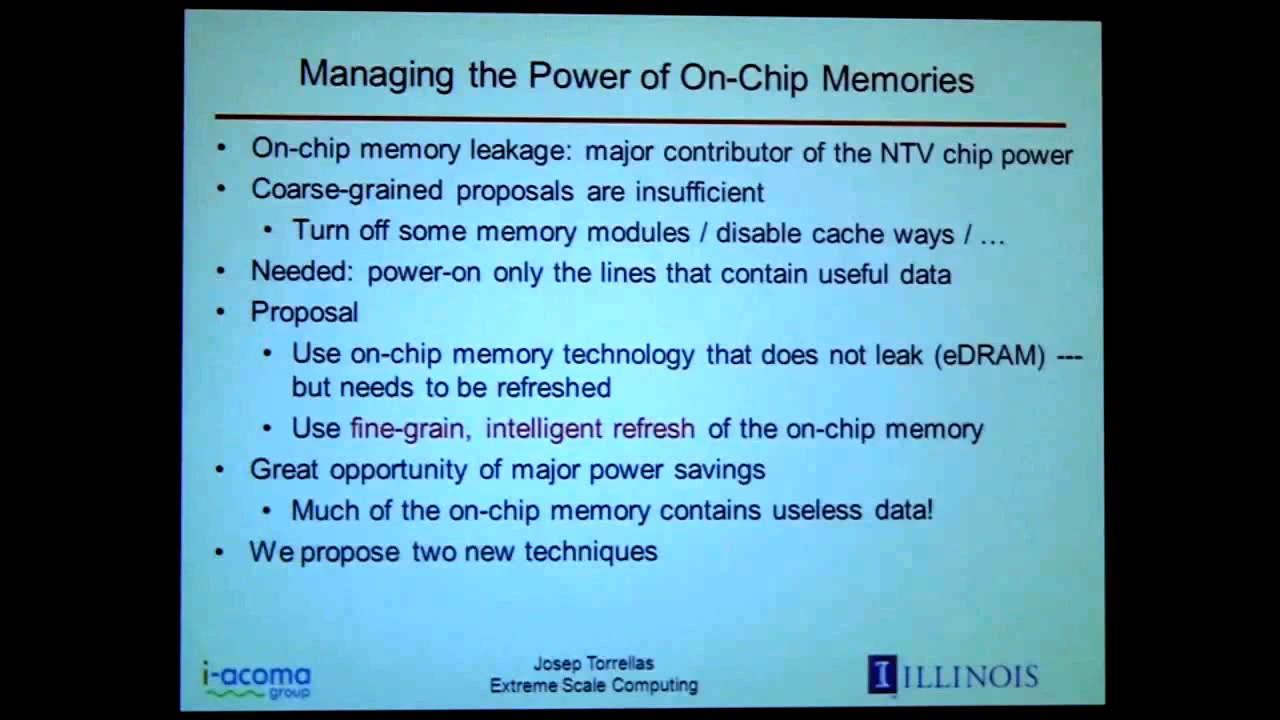 Managing the Power of On-Chip Memories
• On-chip memory leakage: major contributor of the NTV chip power
• Coarse-grained proposals are insufficient
• Turn off some memory modules / disable cache ways / …
• Needed: power-on only the lines that contain useful data
• Proposal
• Use on-chip memory technology that does not leak (eDRAM) ---
but needs to be refreshed
• Use fine-grain, intelligent refresh of the on-chip memory
• Great opportunity of major power savings
• Much of the on-chip memory contains useless data!
• We propose two new techniques
i-acoma
group
Josep Torrellas
Extreme Scale Computing
I ILLINOIS